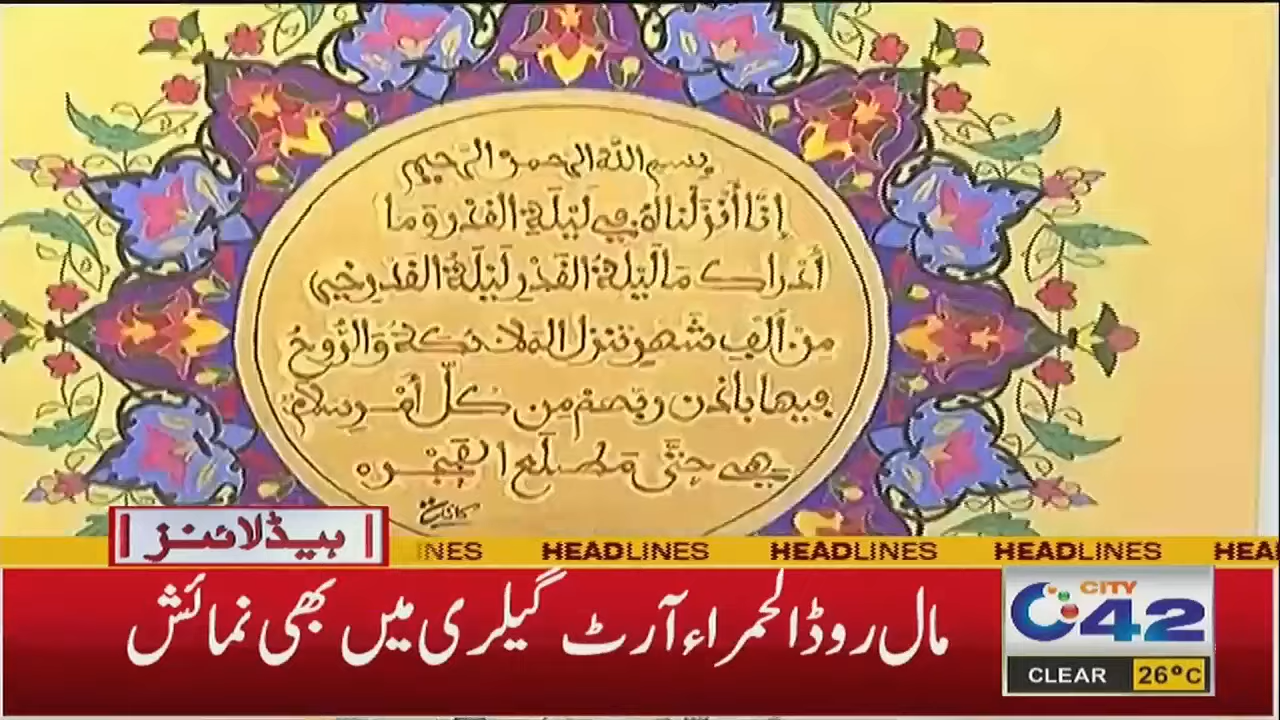 بسم الله الرحمن الرحيم
إنا أنزلناه في ليلة القدر وما
أدراك ما ليلة القدر ليلة القدر خير
من ألف شهر تنزل الملائكة والروح
فيها بإذن ربهم من كل أمر سلام
هي حتى مطلع الفجر
ہیڈلائنز
INES HEADLINES HEADLINES HEADLINES HEA
مال روڈ الحمراء آرٹ گیلری میں بھی نمائش
CITY
42
CLEAR 26°C